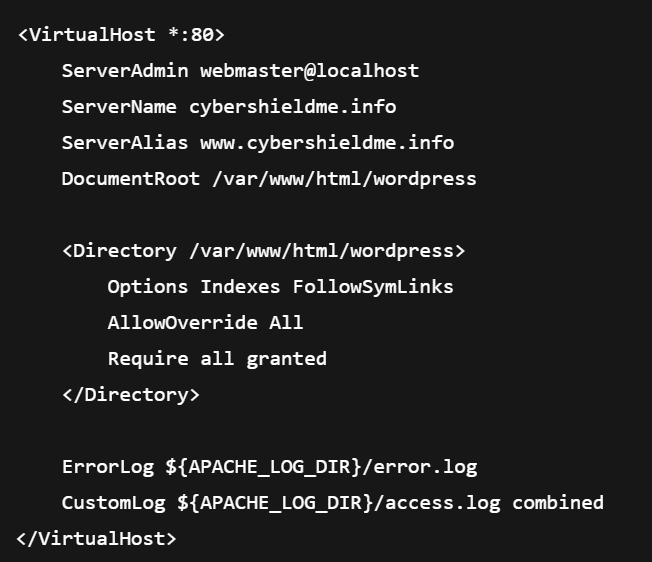 <VirtualHost *:80>
    ServerAdmin webmaster@localhost
    ServerName cybershieldme.info
    ServerAlias www.cybershieldme.info
    DocumentRoot /var/www/html/wordpress

    <Directory /var/www/html/wordpress>
        Options Indexes FollowSymLinks
        AllowOverride All
        Require all granted
    </Directory>

    ErrorLog ${APACHE_LOG_DIR}/error.log
    CustomLog ${APACHE_LOG_DIR}/access.log combined
</VirtualHost>